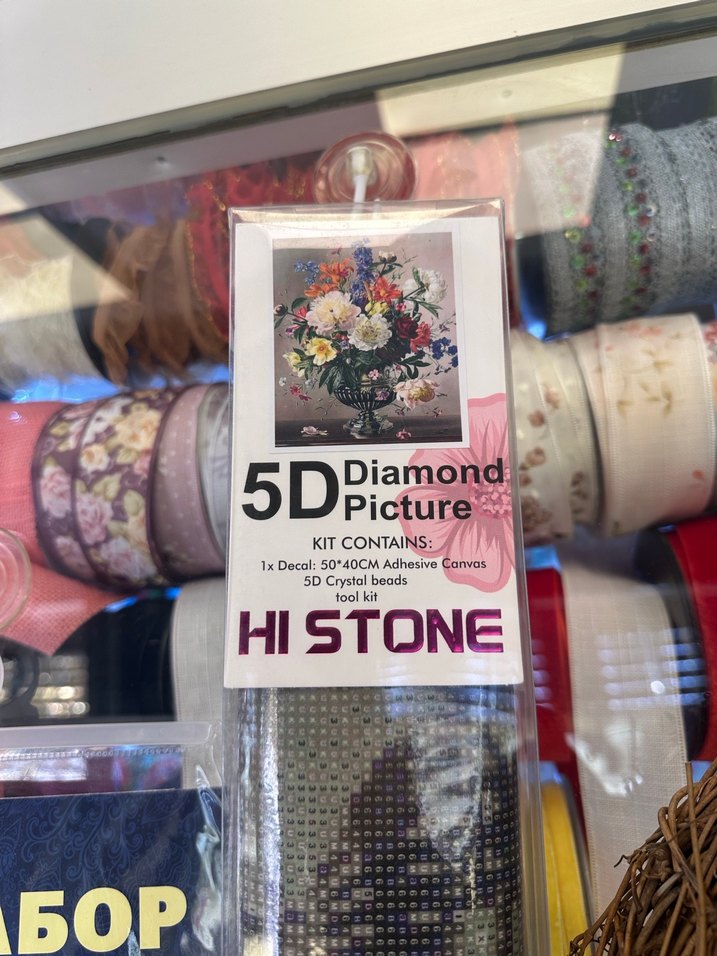 5D Diamond
Picture
KIT CONTAINS:
1x Decal: 50*40CM Adhesive Canvas
5D Crystal beads
tool kit
HI STONE
АБОР